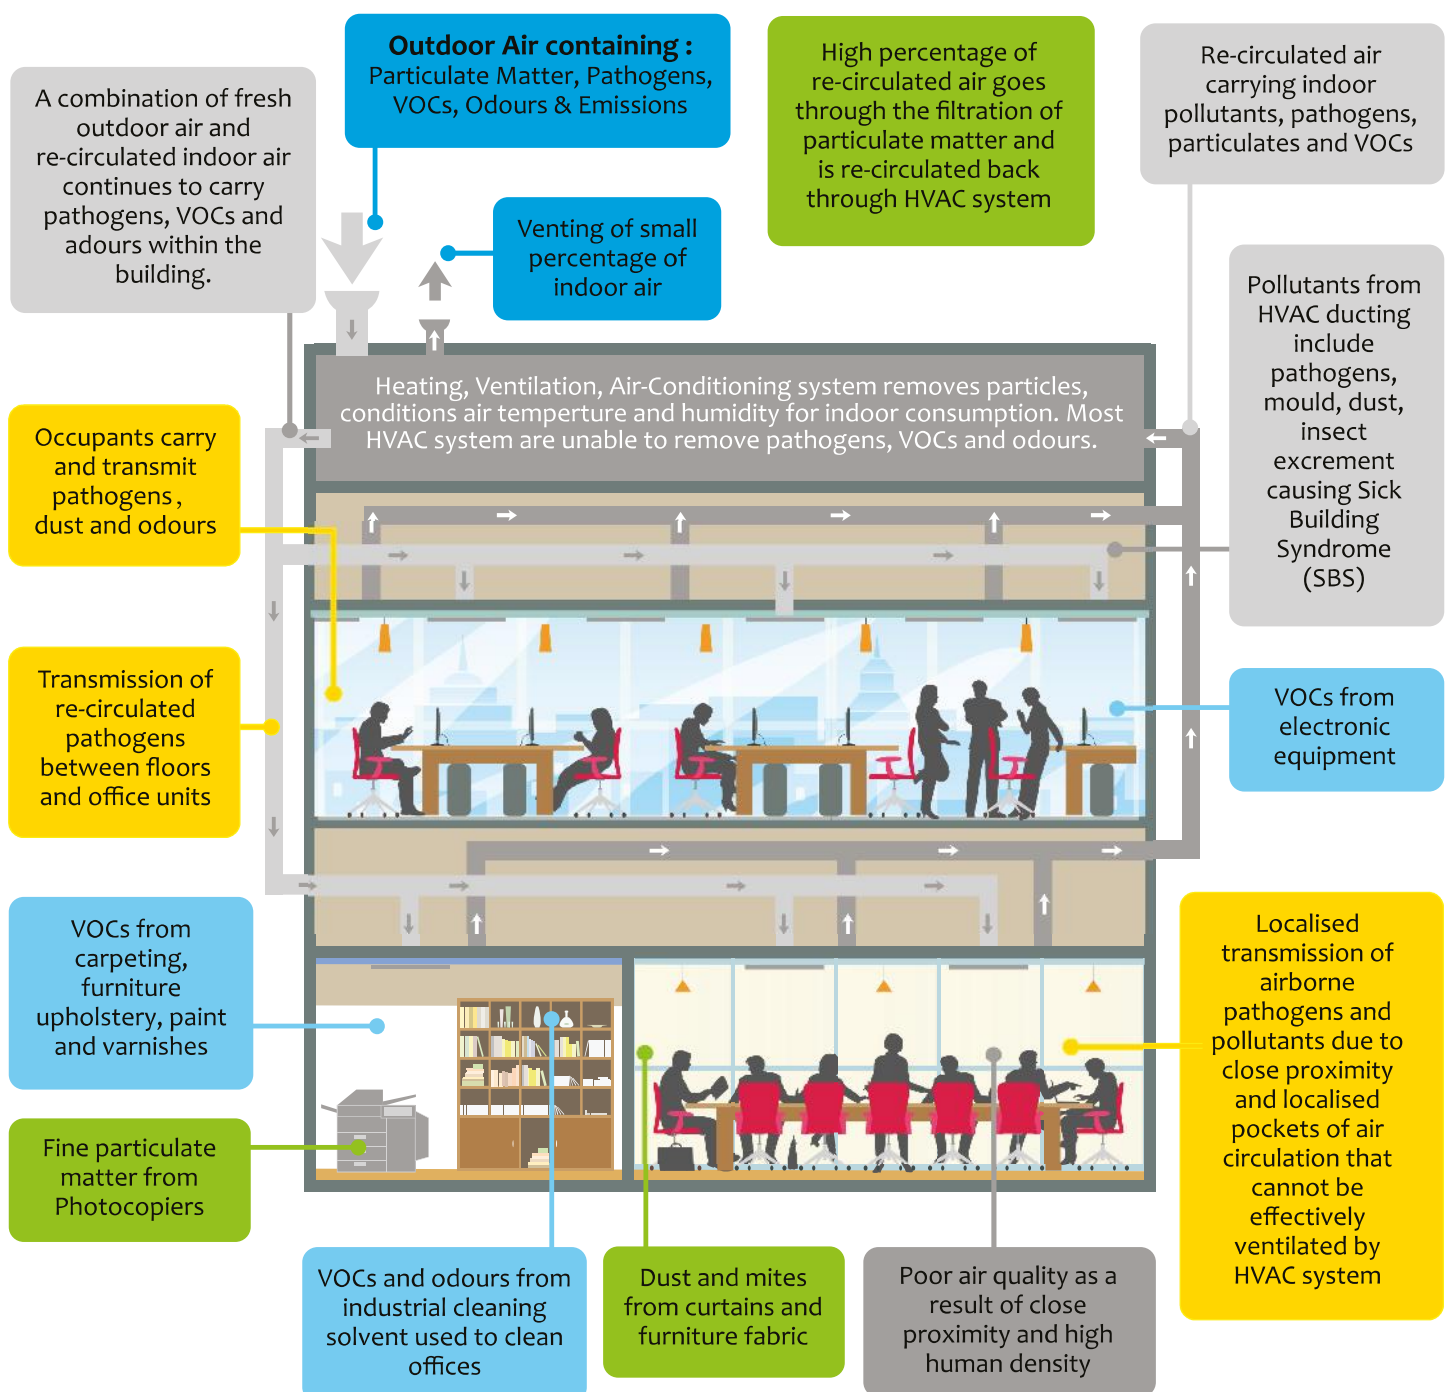 Outdoor Air containing :
Particulate Matter, Pathogens,
VOCs, Odours & Emissions
High percentage of
re-circulated air goes
through the filtration of
particulate matter and
is re-circulated back
through HVAC system
Re-circulated air
carrying indoor
pollutants, pathogens,
particulates and VOCs
A combination of fresh
outdoor air and
re-circulated indoor air
continues to carry
pathogens, VOCs and
adours within the
building.
Venting of small
percentage of
indoor air
Pollutants from
HVAC ducting
include
pathogens,
mould, dust,
insect
excrement
causing Sick
Building
Syndrome
(SBS)
Heating, Ventilation, Air-Conditioning system removes particles,
conditions air temperture and humidity for indoor consumption. Most
HVAC system are unable to remove pathogens, VOCs and odours.
Occupants carry
and transmit
pathogens ,
dust and odours
Transmission of
re-circulated
pathogens
between floors
and office units
VOCs from
electronic
equipment
VOCs from
carpeting,
furniture
upholstery, paint
and varnishes
Localised
transmission of
airborne
pathogens and
pollutants due to
close proximity
and localised
pockets of air
circulation that
cannot be
effectively
ventilated by
HVAC system
Fine particulate
matter from
Photocopiers
VOCs and odours from
industrial cleaning
solvent used to clean
offices
Dust and mites
from curtains and
furniture fabric
Poor air quality as a
result of close
proximity and high
human density